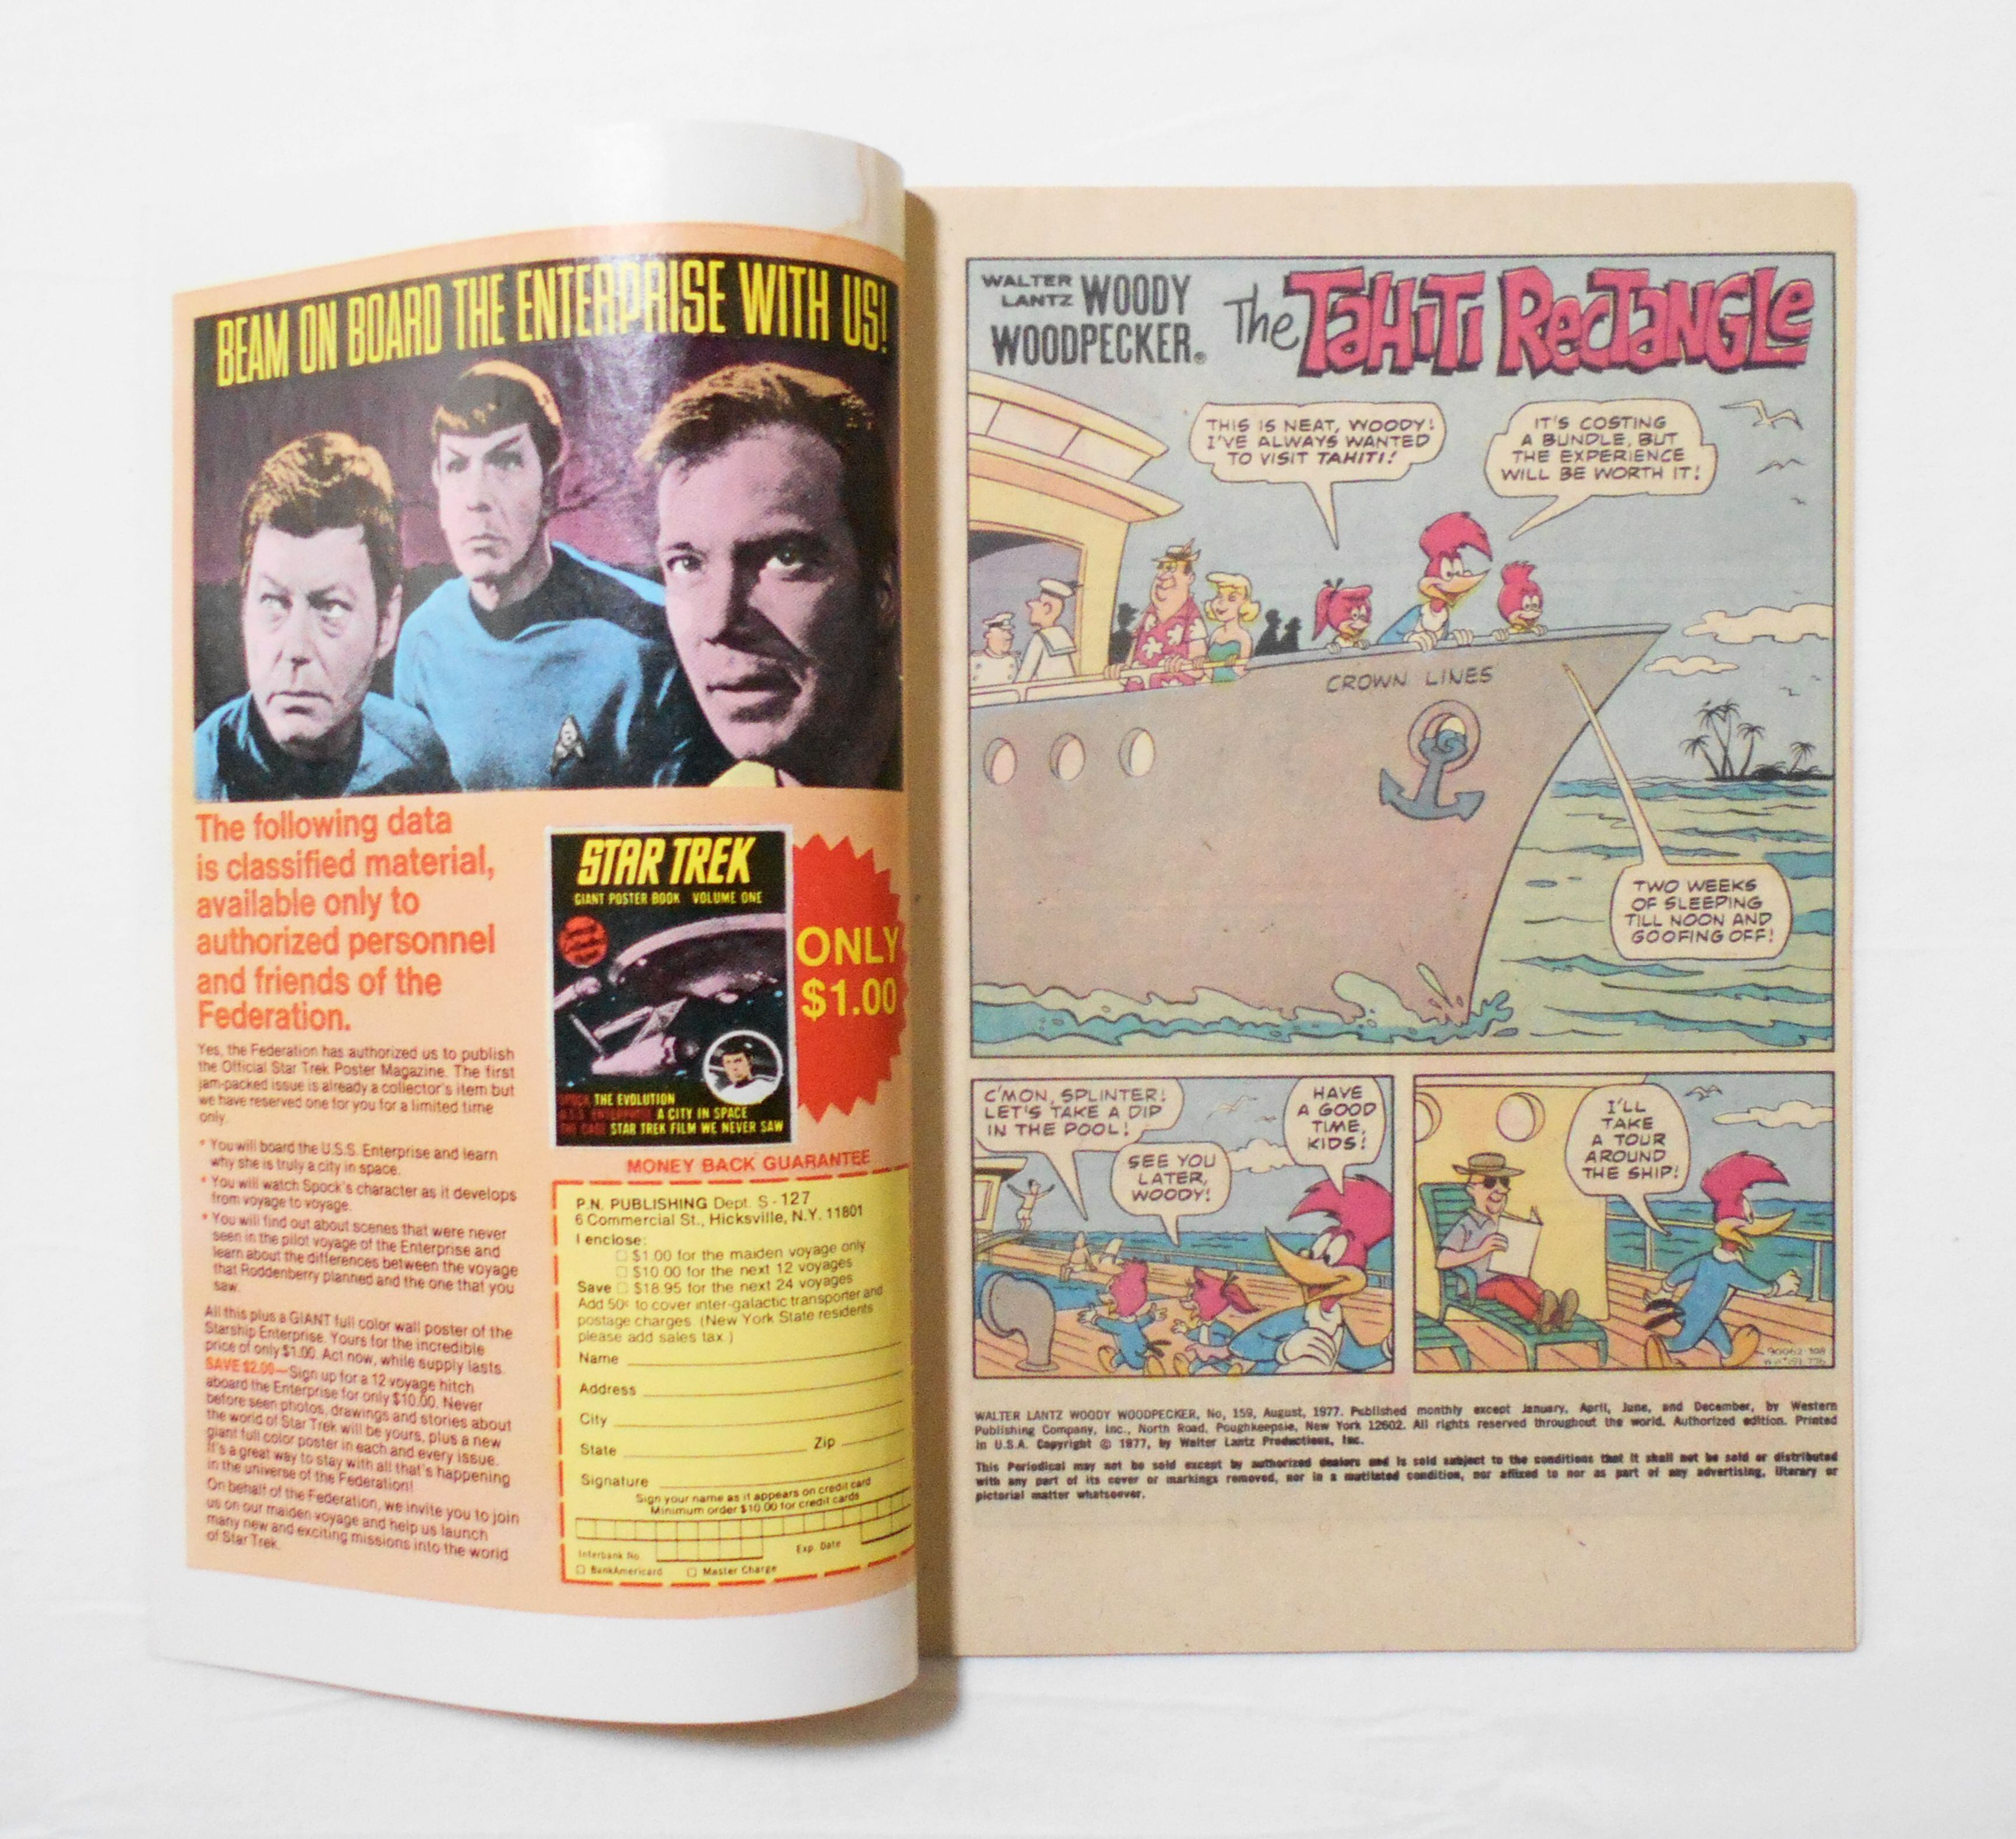 BEAM ON BOARD THE ENTERPRISE WITH US!
The following data
is classified material,
available only to
authorized personnel
and friends of the
Federation.
Yes, the Federation has authorized us to publish
the Official Star Trek Poster Magazine. The first
jam-packed issue is already a collector's item but
we have reserved one for you for a limited time
only.
* You will board the U.S.S. Enterprise and learn
why she is truly a city in space.
* You will watch Spock's character as it develops
from voyage to voyage.
* You will find out about scenes that were never
seen in the pilot voyage of the Enterprise and
learn about the differences between the voyage
that Roddenberry planned and the one that you
saw.
All this plus a GIANT full color wall poster of the
Starship Enterprise. Yours for the incredible
price of only $1.00. Act now, while supply lasts.
SAVE $2.00—Sign up for a 12 voyage hitch
aboard the Enterprise for only $10.00. Never
before seen photos, drawings and stories about
the world of Star Trek will be yours, plus a new
giant full color poster in each and every issue.
It's a great way to stay with all that's happening
in the universe of the Federation!
On behalf of the Federation, we invite you to join
us on our maiden voyage and help us launch
many new and exciting missions into the world
of Star Trek.
STAR TREK
GIANT POSTER BOOK VOLUME ONE
THE EVOLUTION
A CITY IN SPACE
STAR TREK FILM WE NEVER SAW
ONLY
$1.00
MONEY BACK GUARANTEE
P.N. PUBLISHING Dept. S-127
6 Commercial St., Hicksville, N.Y. 11801
I enclose:
□ $1.00 for the maiden voyage only
□ $10.00 for the next 12 voyages
Save □ $18.95 for the next 24 voyages
Add 50¢ to cover inter-galactic transporter and
postage charges. (New York State residents
please add sales tax.)
Name
Address
City
State Zip
Signature
Sign your name as it appears on credit card
Minimum order $10.00 for credit cards
Interbank No. Exp. Date
□ BankAmericard □ Master Charge
WALTER
LANTZ WOODY
WOODPECKER®
The TAHITI RECTANGLE
THIS IS NEAT, WOODY!
I'VE ALWAYS WANTED
TO VISIT TAHITI!
IT'S COSTING
A BUNDLE, BUT
THE EXPERIENCE
WILL BE WORTH IT!
CROWN LINES
TWO WEEKS
OF SLEEPING
TILL NOON AND
GOOFING OFF!
C'MON, SPLINTER!
LET'S TAKE A DIP
IN THE POOL!
SEE YOU
LATER,
WOODY!
HAVE
A GOOD
TIME,
KIDS!
I'LL
TAKE
A TOUR
AROUND
THE SHIP!
90062-708
WALTER LANTZ WOODY WOODPECKER, No, 159, August, 1977. Published monthly except January, April, June, and December, by Western
Publishing Company, Inc., North Road, Poughkeepsie, New York 12602. All rights reserved throughout the world. Authorized edition. Printed
in U.S.A. Copyright © 1977, by Walter Lantz Productions, Inc.
This Periodical may not be sold except by authorized dealers and is sold subject to the conditions that it shall not be sold or distributed
with any part of its cover or markings removed, nor in a mutilated condition, nor affixed to nor as part of any advertising, literary or
pictorial matter whatsoever.